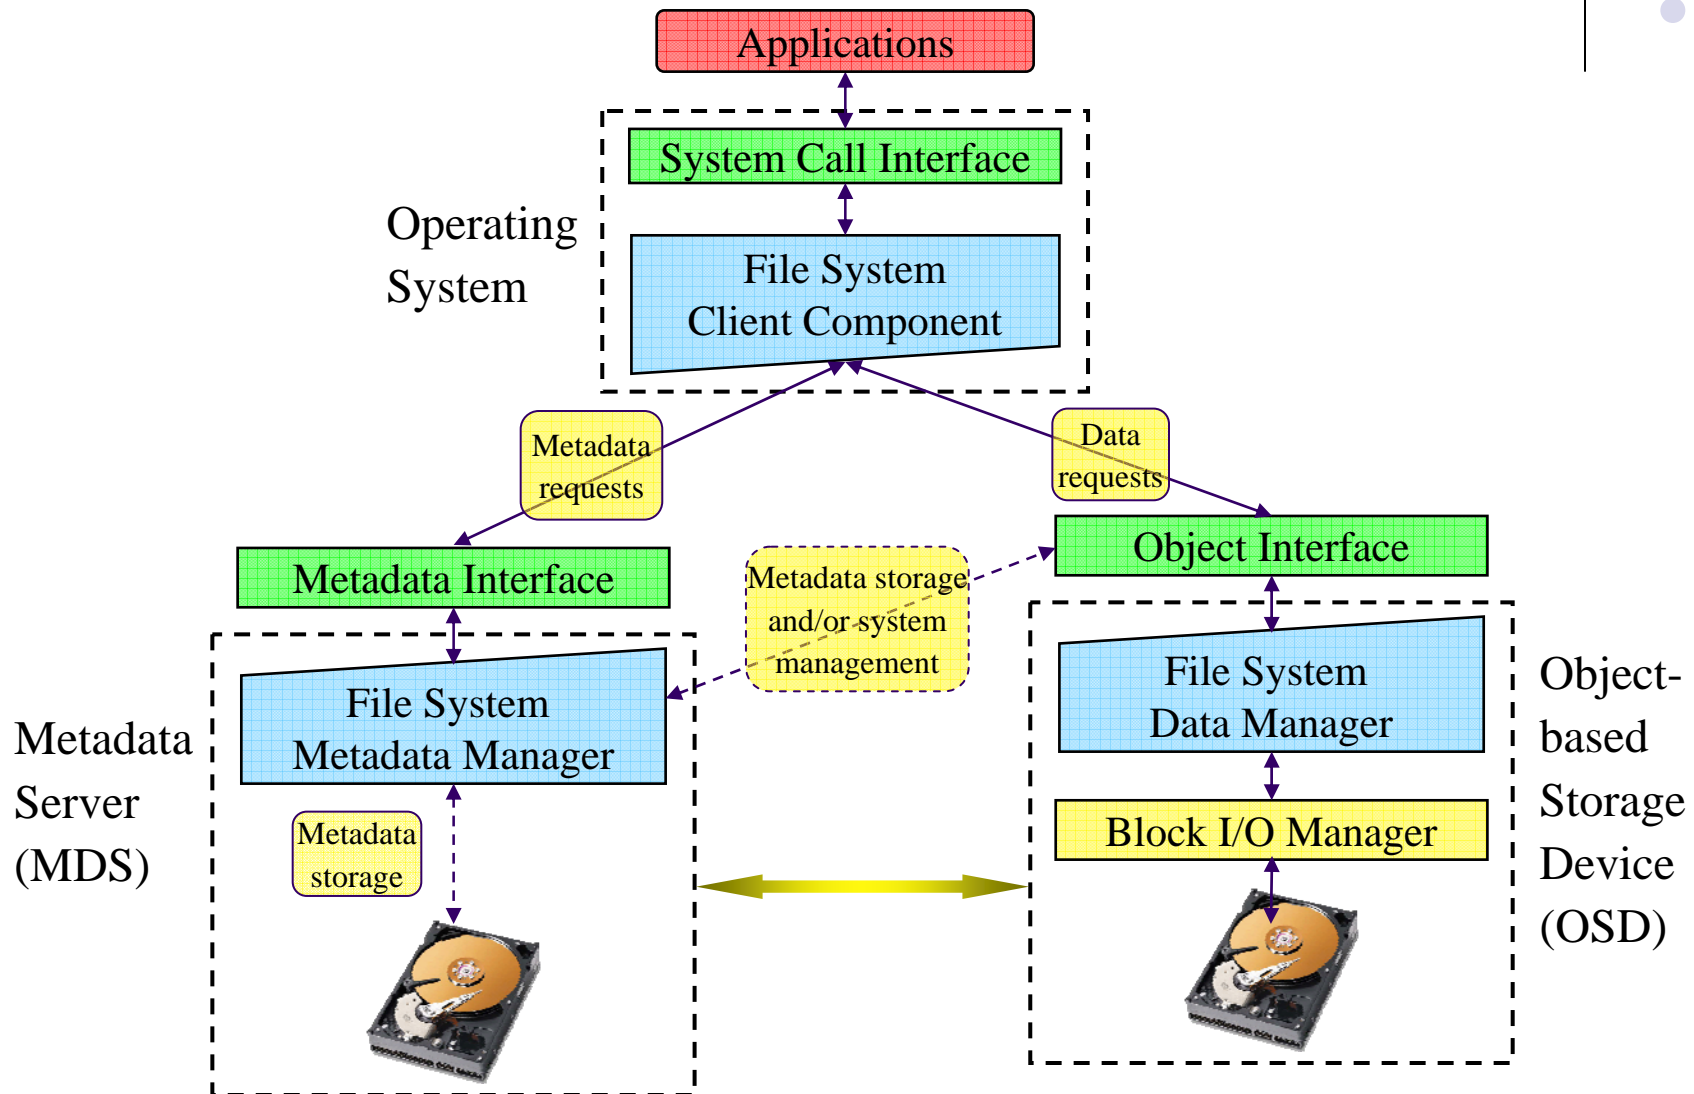 Applications
System Call Interface
Operating
System
File System
Client Component
Metadata
requests
Data
requests
Metadata Interface
Metadata storage
and/or system
management
Object Interface
File System
Metadata Manager
File System
Data Manager
Metadata
Server
(MDS)
Object-
based
Storage
Device
(OSD)
Metadata
storage
Block I/O Manager